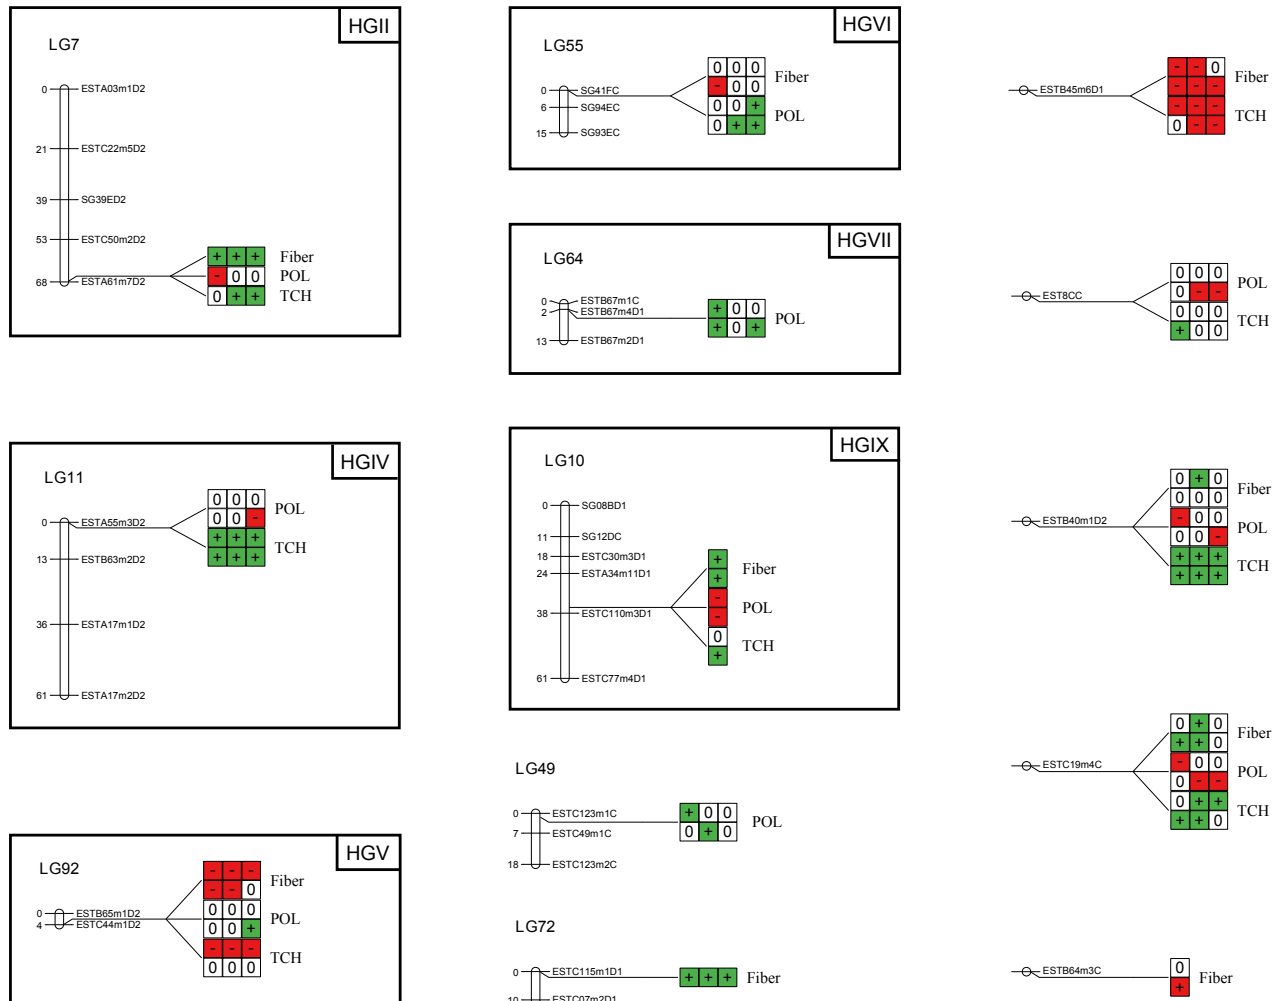 HGII
LG7
0 ESTA03m1D2
21 ESTC22m5D2
39 SG39ED2
53 ESTC50m2D2
68 ESTA61m7D2
+ + + Fiber
- 0 0 POL
0 + + TCH
HGIV
LG11
0 ESTA55m3D2
13 ESTB63m2D2
36 ESTA17m1D2
61 ESTA17m2D2
0 0 0
0 0 -
POL
+ + +
+ + +
TCH
HGV
LG92
0 ESTB65m1D2
4 ESTC44m1D2
- - -
- - 0
Fiber
0 0 0
0 0 +
POL
- - -
0 0 0
TCH
HGVI
LG55
0 SG41FC
6 SG94EC
15 SG93EC
0 0 0
- 0 0
Fiber
0 0 +
0 + +
POL
HGVII
LG64
0 ESTB67m1C
2 ESTB67m4D1
13 ESTB67m2D1
+ 0 0
+ 0 +
POL
HGIX
LG10
0 SG08BD1
11 SG12DC
18 ESTC30m3D1
24 ESTA34m11D1
38 ESTC110m3D1
61 ESTC77m4D1
+
+
Fiber
-
-
POL
0
+
TCH
LG49
0 ESTC123m1C
7 ESTC49m1C
18 ESTC123m2C
+ 0 0
0 + 0
POL
LG72
0 ESTC115m1D1
10 ESTC07m2D1
+ + + Fiber
ESTB45m6D1
- - 0
- - -
Fiber
- - -
0 - -
TCH
EST8CC
0 0 0
0 - -
POL
0 0 0
+ 0 0
TCH
ESTB40m1D2
0 + 0
0 0 0
Fiber
- 0 0
0 0 -
POL
+ + +
+ + +
TCH
ESTC19m4C
0 + 0
+ + 0
Fiber
- 0 0
0 - -
POL
0 + +
+ + 0
TCH
ESTB64m3C
0
+
Fiber